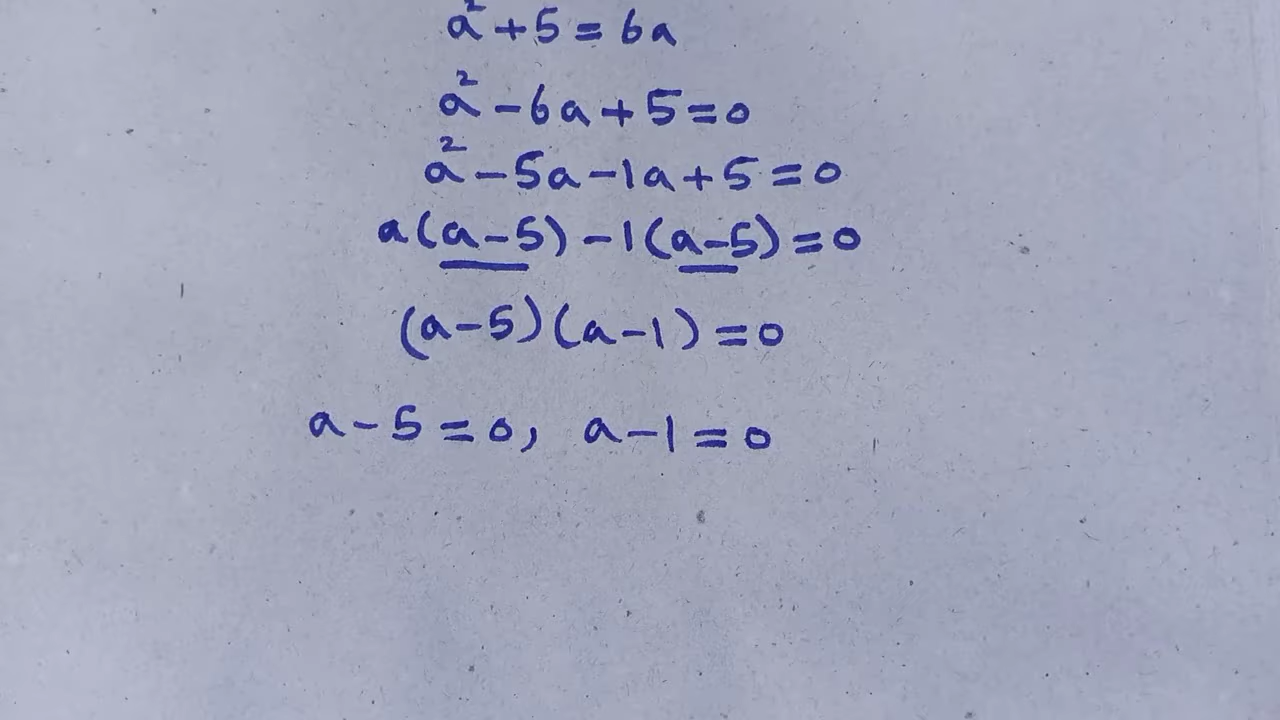 a² + 5 = 6a
a² - 6a + 5 = 0
a² - 5a - 1a + 5 = 0
a(a - 5) - 1(a - 5) = 0
(a - 5)(a - 1) = 0
a - 5 = 0, a - 1 = 0